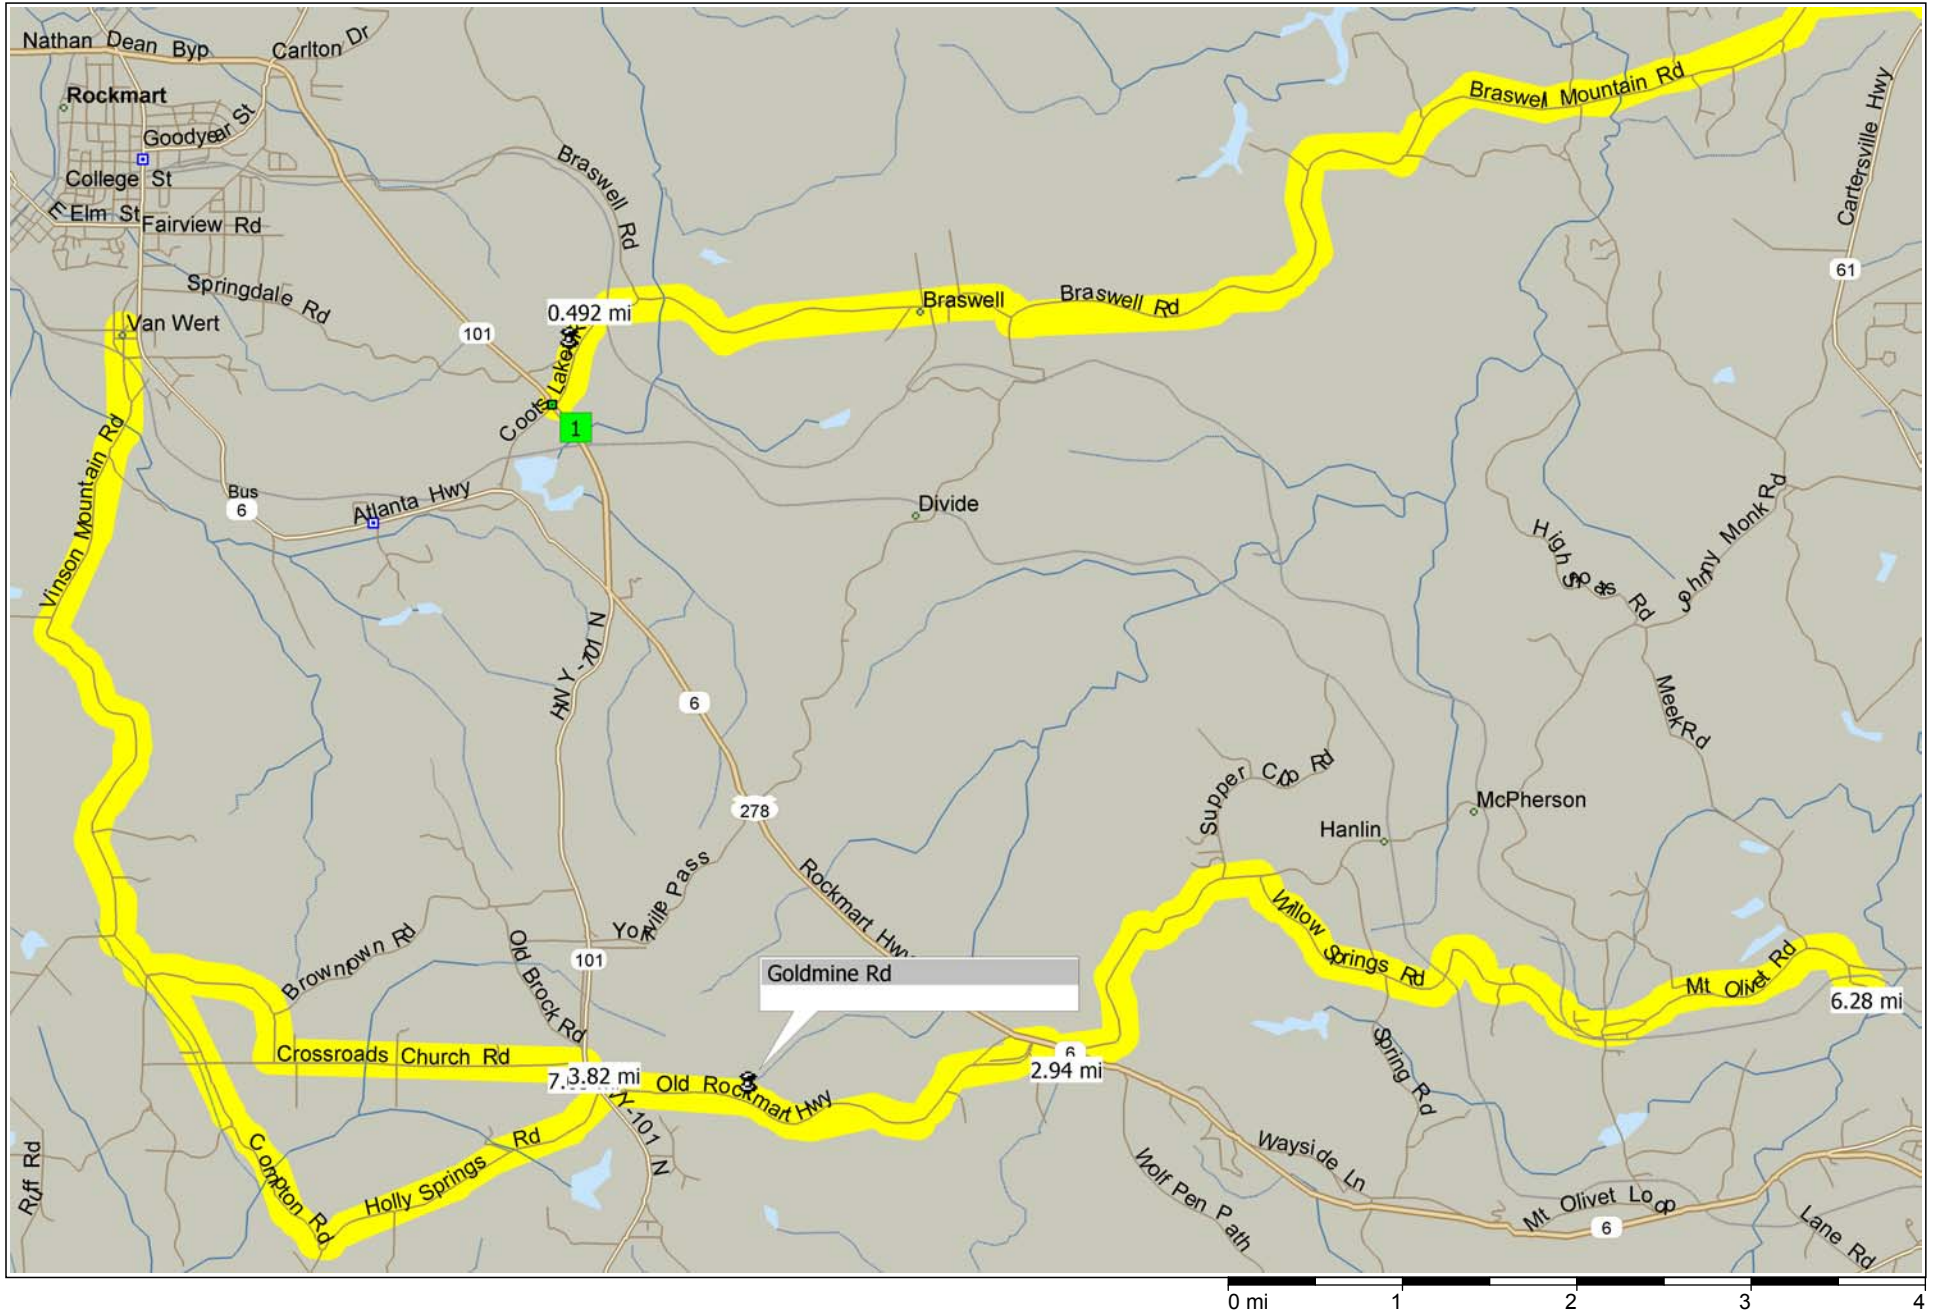 Nathan Dean Byp
Carlton Dr
Rockmart
Goodyear St
College St
E Elm St
Fairview Rd
Braswell Rd
Springdale Rd
Van Wert
101
0.492 mi
Braswell
Braswell Rd
Braswell Mountain Rd
Cartersville Hwy
61
Coots Lake
1
Vinson Mountain Rd
Bus
6
Atlanta Hwy
Divide
High Shoals Rd
Johnny Monk Rd
HWY-101 N
6
Meek Rd
278
Supper Club Rd
McPherson
Hanlin
Yorkville Pass
Rockmart Hwy
Willow Springs Rd
Browntown Rd
Old Brock Rd
101
Goldmine Rd
Mt Olivet Rd
6.28 mi
Crossroads Church Rd
3.82 mi
Old Rockmart Hwy
6
2.94 mi
Spring Rd
HWY-101 N
Ruff Rd
Compton Rd
Holly Springs Rd
Wolf Pen Path
Wayside Ln
Mt Olivet Loop
6
Lane Rd
0 mi 1 2 3 4